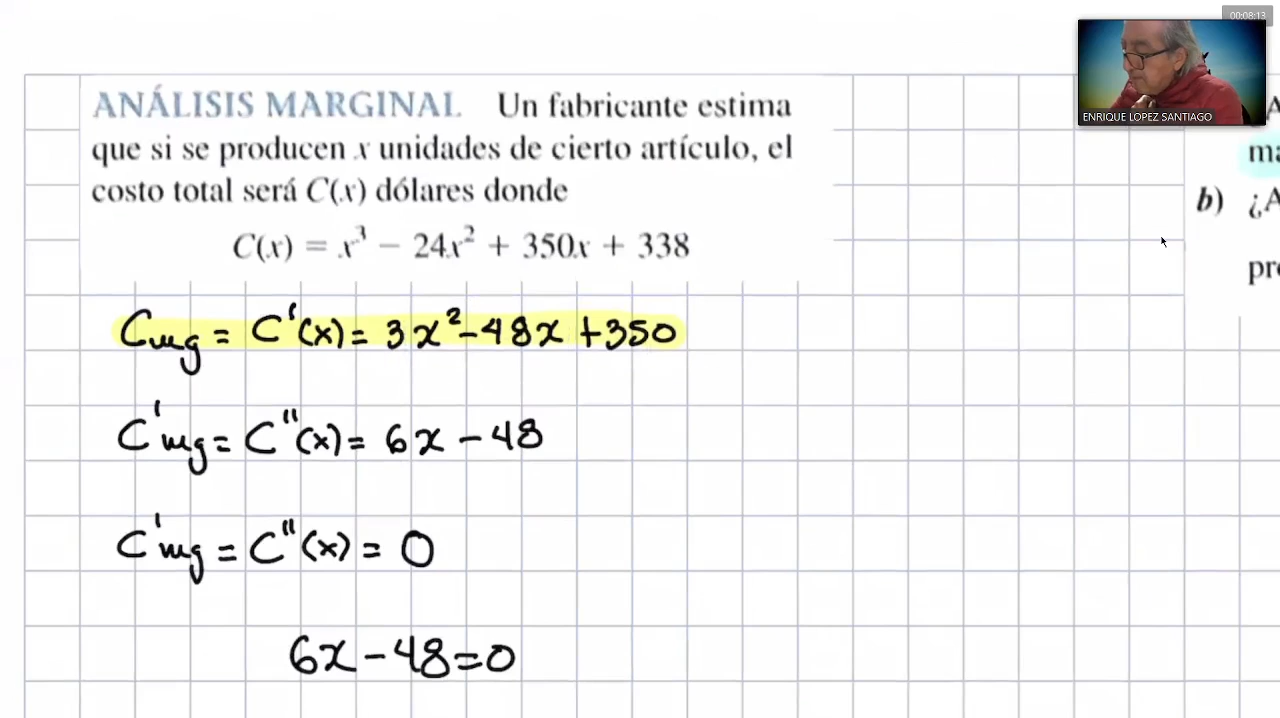 00:08:13
ENRIQUE LOPEZ SANTIAGO
ANÁLISIS MARGINAL Un fabricante estima
que si se producen x unidades de cierto artículo, el
costo total será C(x) dólares donde
C(x) = x³ − 24x² + 350x + 338
Cmg = C'(x) = 3x² − 48x + 350
C'mg = C''(x) = 6x − 48
C'mg = C''(x) = 0
6x − 48 = 0
b) ¿A